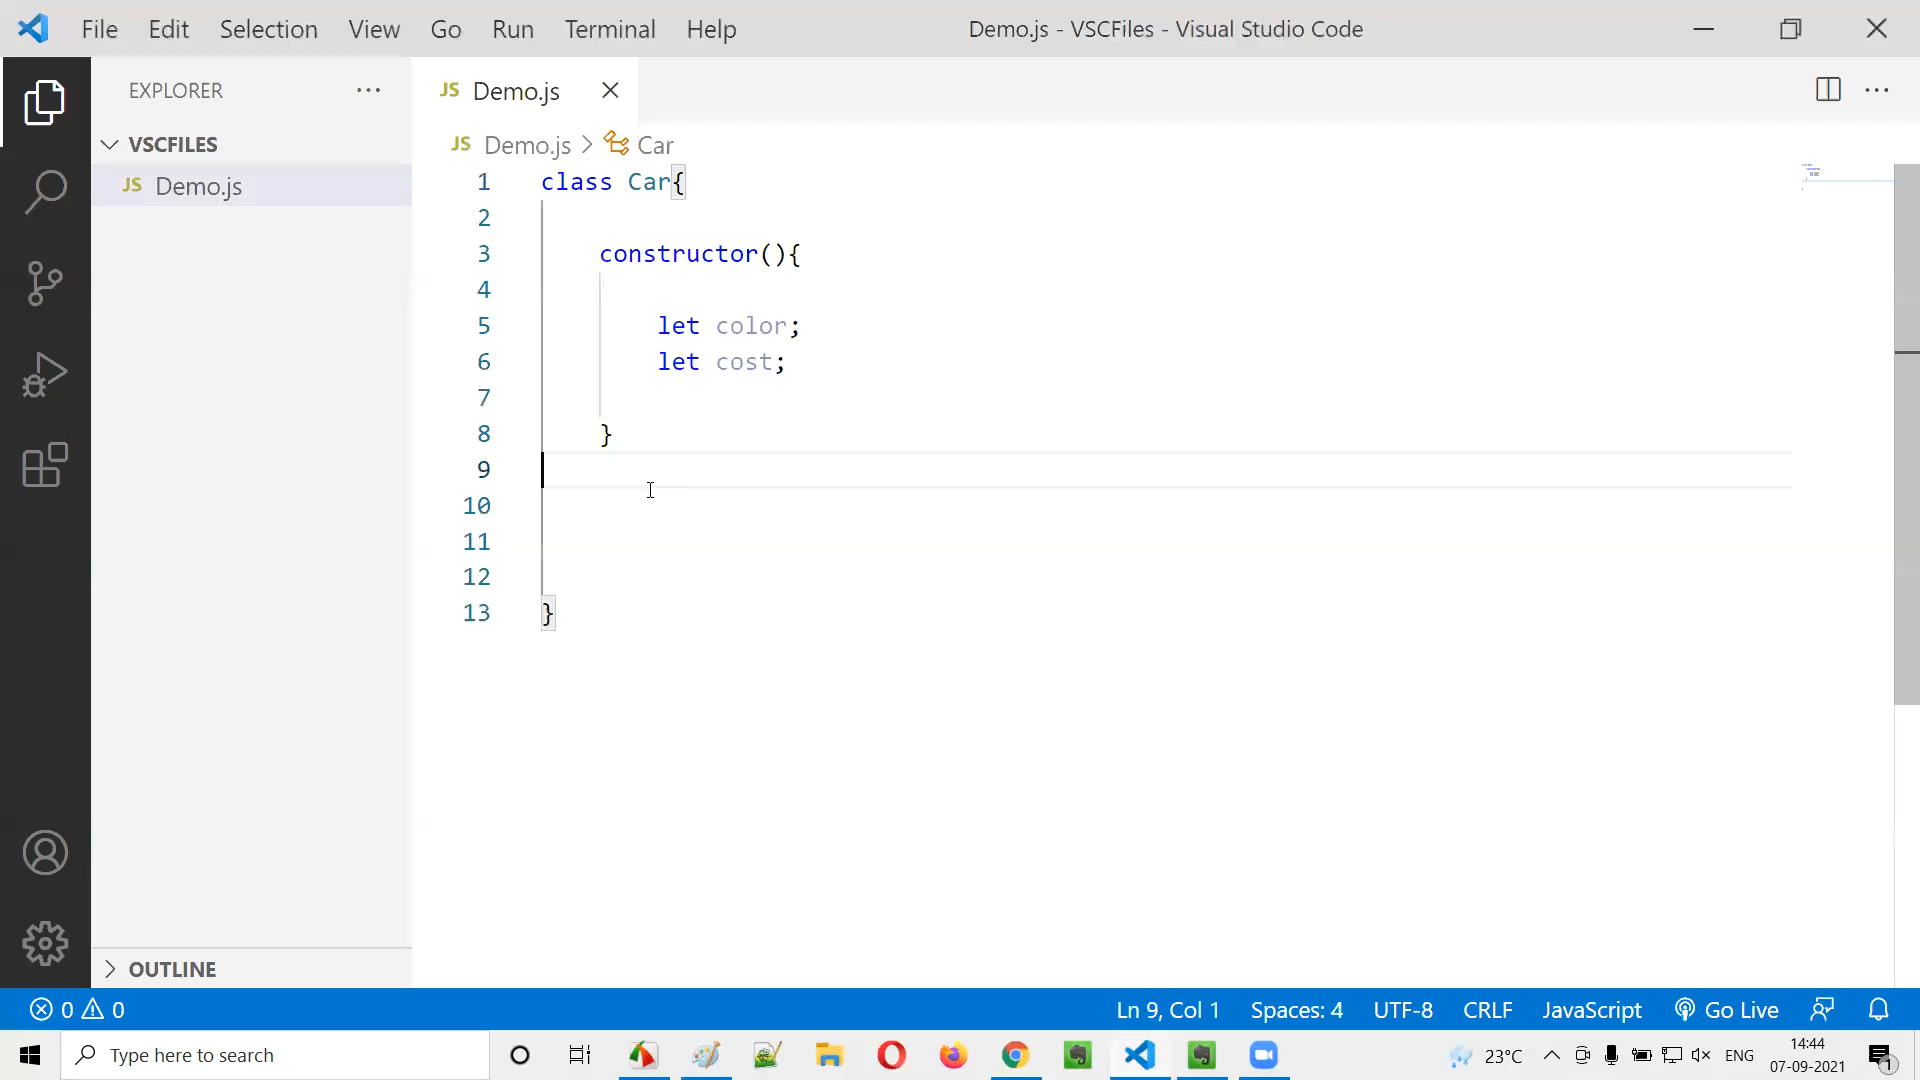 File Edit Selection View Go Run Terminal Help Demo.js - VSCFiles - Visual Studio Code
EXPLORER
JS Demo.js
VSCFILES
JS Demo.js > Car
JS Demo.js
1 class Car{
2
3 constructor(){
4
5 let color;
6 let cost;
7
8 }
9
10
11
12
13 }
OUTLINE
0 0 Ln 9, Col 1 Spaces: 4 UTF-8 CRLF JavaScript Go Live
Type here to search 23°C ENG 14:44
07-09-2021
1